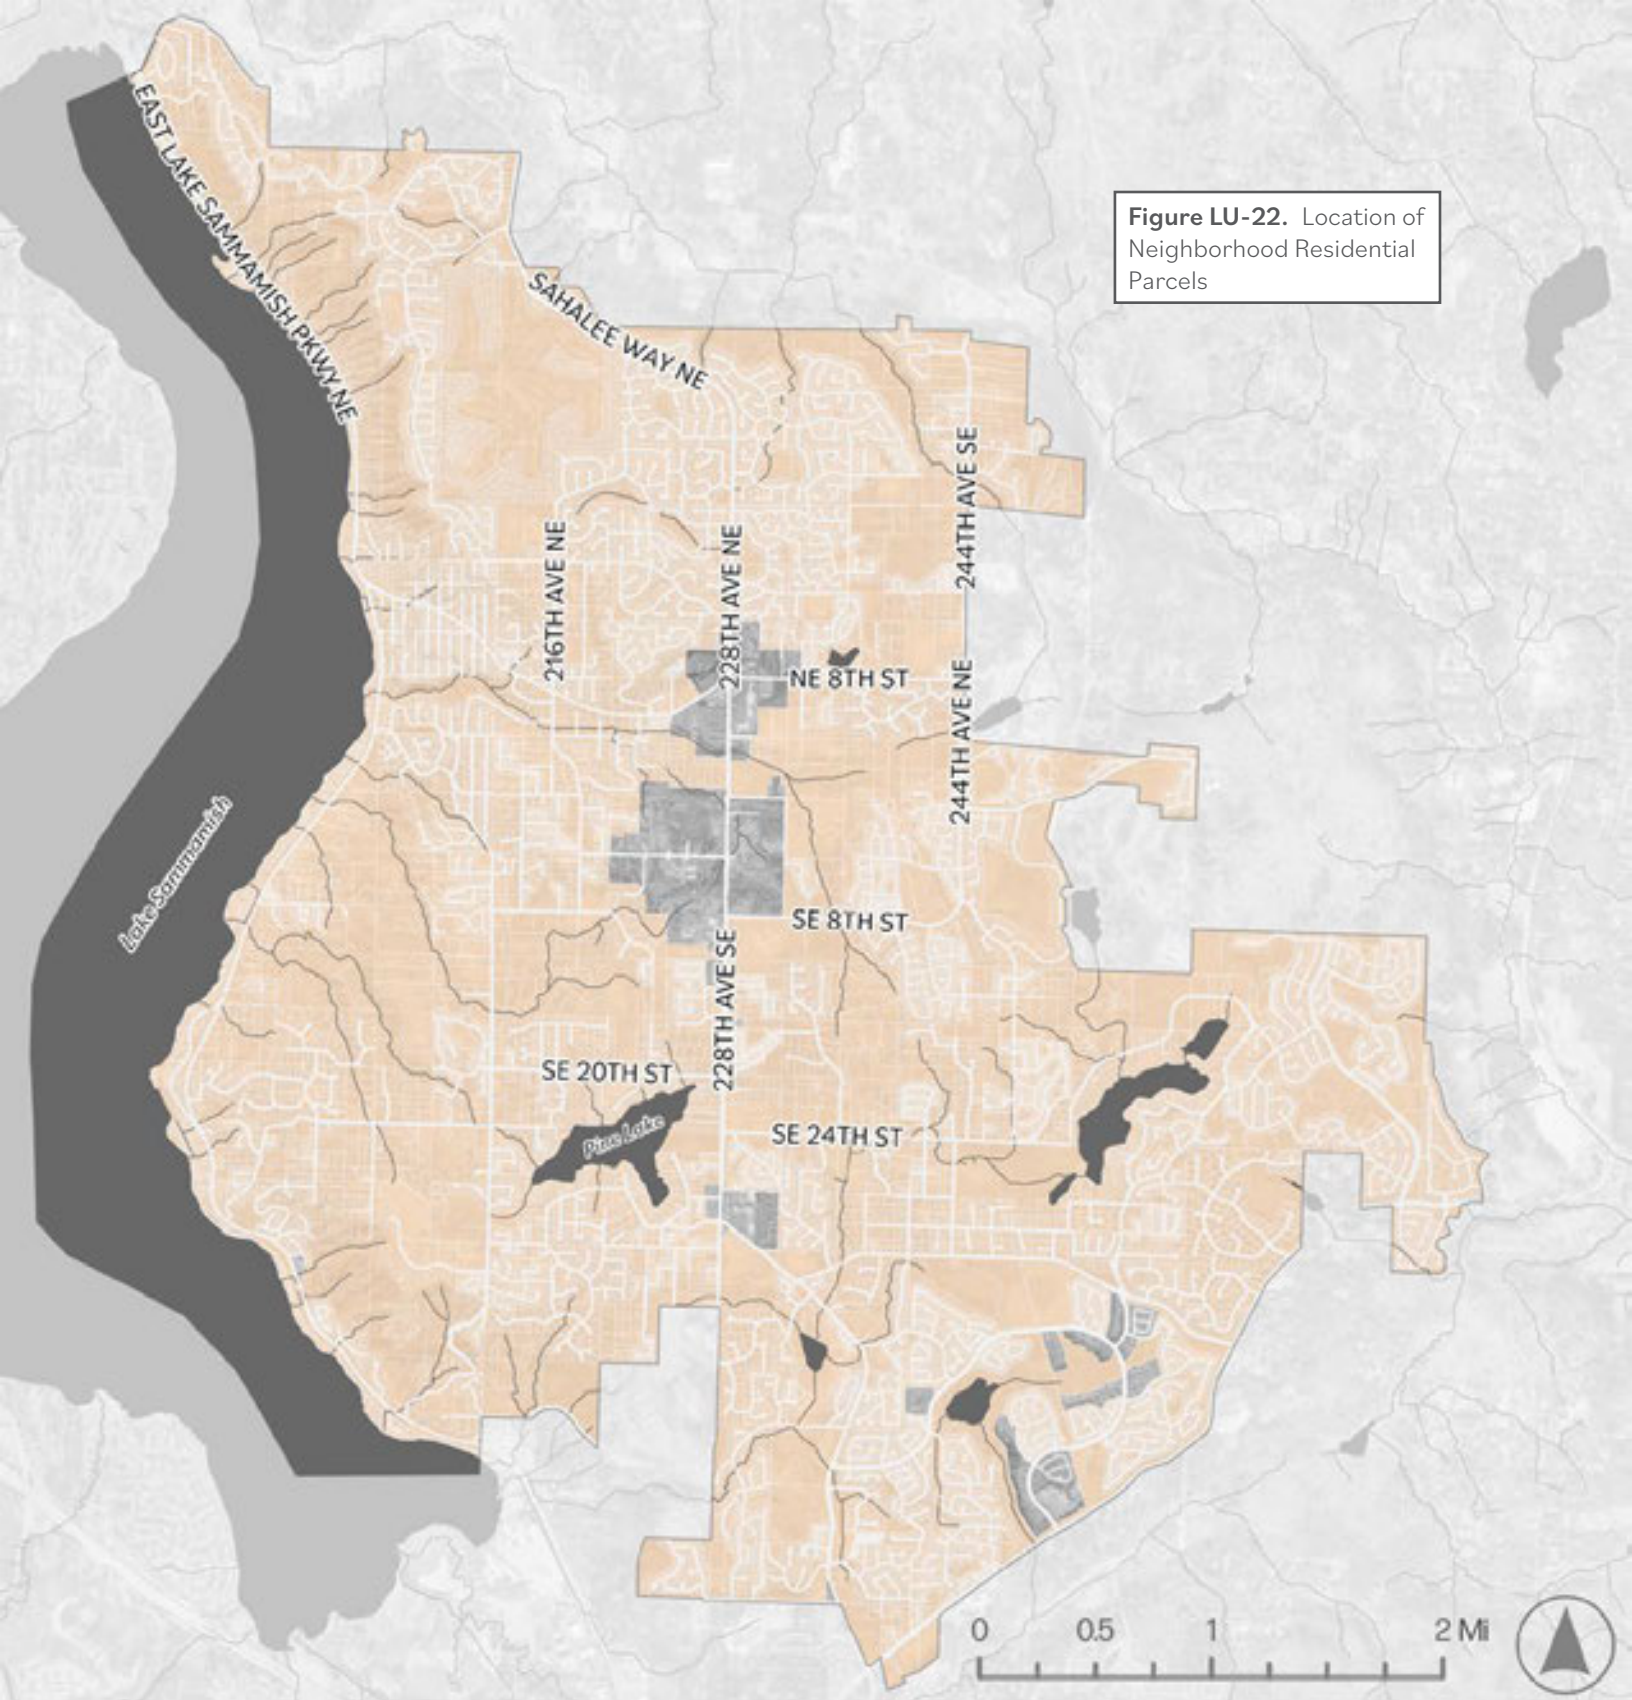 EAST LAKE SAMMAMISH PKWY NE
Figure LU-22. Location of
Neighborhood Residential
Parcels
SAHALEE WAY NE
244TH AVE SE
216TH AVE NE
228TH AVE NE
NE 8TH ST
244TH AVE NE
Lake Sammamish
SE 8TH ST
228TH AVE SE
SE 20TH ST
Pine Lake
SE 24TH ST
0 0.5 1 2 Mi